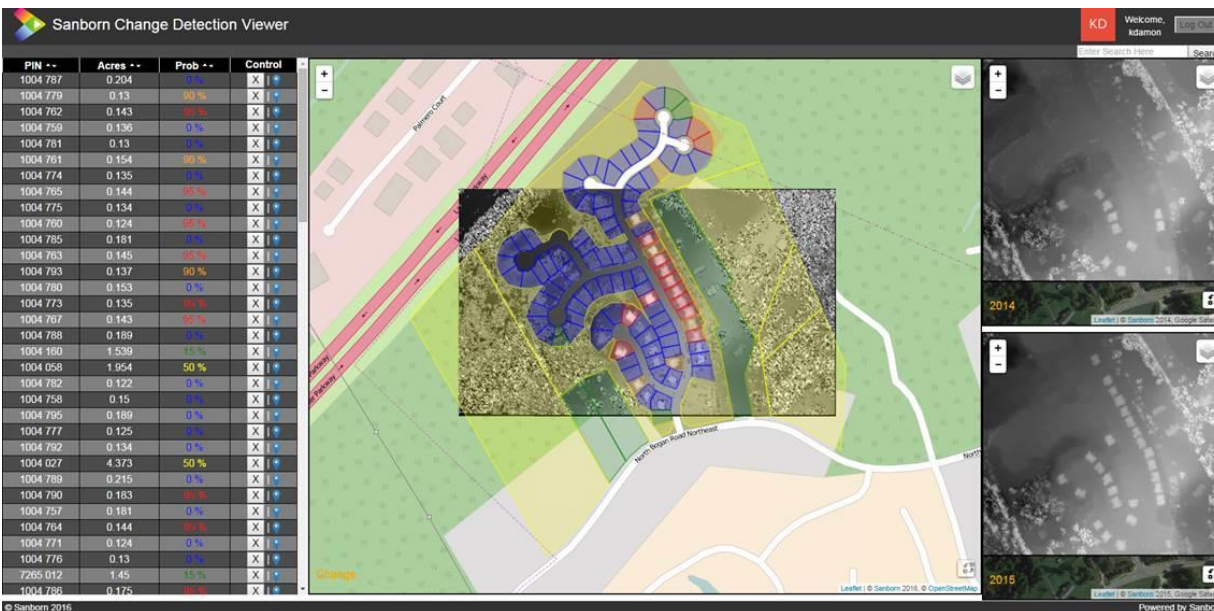 Sanborn Change Detection Viewer
KD
Welcome,
kdamon
Log Out
Enter Search Here
Sear
PIN Acres Prob Control
1004 787 0.204 0 % X |
1004 779 0.13 90 % X |
1004 762 0.143 95 % X |
1004 759 0.136 0 % X |
1004 781 0.13 0 % X |
1004 761 0.154 90 % X |
1004 774 0.135 0 % X |
1004 765 0.144 95 % X |
1004 775 0.134 0 % X |
1004 760 0.124 95 % X |
1004 785 0.181 0 % X |
1004 763 0.145 95 % X |
1004 793 0.137 90 % X |
1004 780 0.153 0 % X |
1004 773 0.135 95 % X |
1004 767 0.143 95 % X |
1004 788 0.189 0 % X |
1004 160 1.539 15 % X |
1004 058 1.954 50 % X |
1004 782 0.122 0 % X |
1004 758 0.15 0 % X |
1004 795 0.189 0 % X |
1004 777 0.125 0 % X |
1004 792 0.134 0 % X |
1004 027 4.373 50 % X |
1004 789 0.215 0 % X |
1004 790 0.183 95 % X |
1004 757 0.181 0 % X |
1004 764 0.144 95 % X |
1004 771 0.124 0 % X |
1004 776 0.13 0 % X |
7265 012 1.45 15 % X |
1004 786 0.175 X |
+
-
Palmero Court
Parkway
North Bogan Road Northeast
North
Change
Leaflet | © Sanborn 2016, © OpenStreetMap
+
-
2014
Leaflet | © Sanborn 2014, Google Sate
+
-
2015
Leaflet | © Sanborn 2015, Google Sate
© Sanborn 2016
Powered by Sanbo